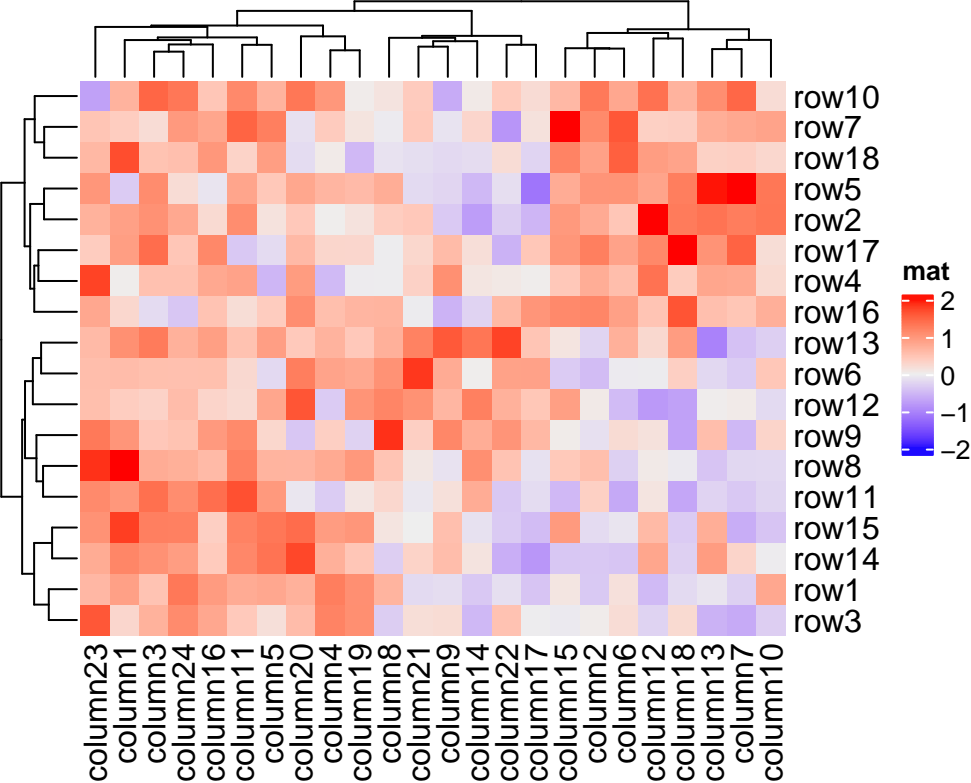 row10
row7
row18
row5
row2
row17
row4
row16
row13
row6
row12
row9
row8
row11
row15
row14
row1
row3
column23
column1
column3
column24
column16
column11
column5
column20
column4
column19
column8
column21
column9
column14
column22
column17
column15
column2
column6
column12
column18
column13
column7
column10
mat
2
1
0
−1
−2